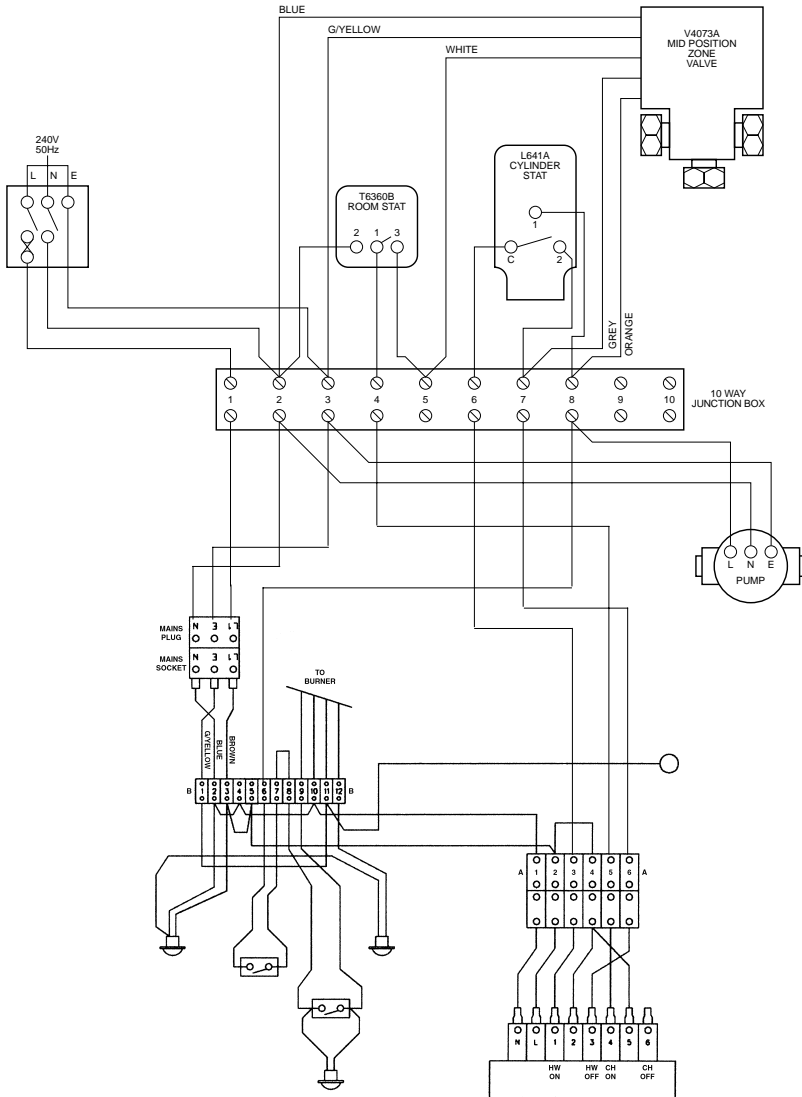 BLUE
G/YELLOW
WHITE
V4073A
MID POSITION
ZONE
VALVE
240V
50Hz
L N E
T6360B
ROOM STAT
2 1 3
L641A
CYLINDER
STAT
1
C 2
GREY
ORANGE
1 2 3 4 5 6 7 8 9 10
10 WAY
JUNCTION BOX
L N E
PUMP
MAINS
PLUG
N E L1
MAINS
SOCKET
N E L1
TO
BURNER
G/YELLOW
BLUE
BROWN
B 1 2 3 4 5 6 7 8 9 10 11 12 B
A 1 2 3 4 5 6 A
N L 1 2 3 4 5 6
HW
ON
HW
OFF
CH
ON
CH
OFF